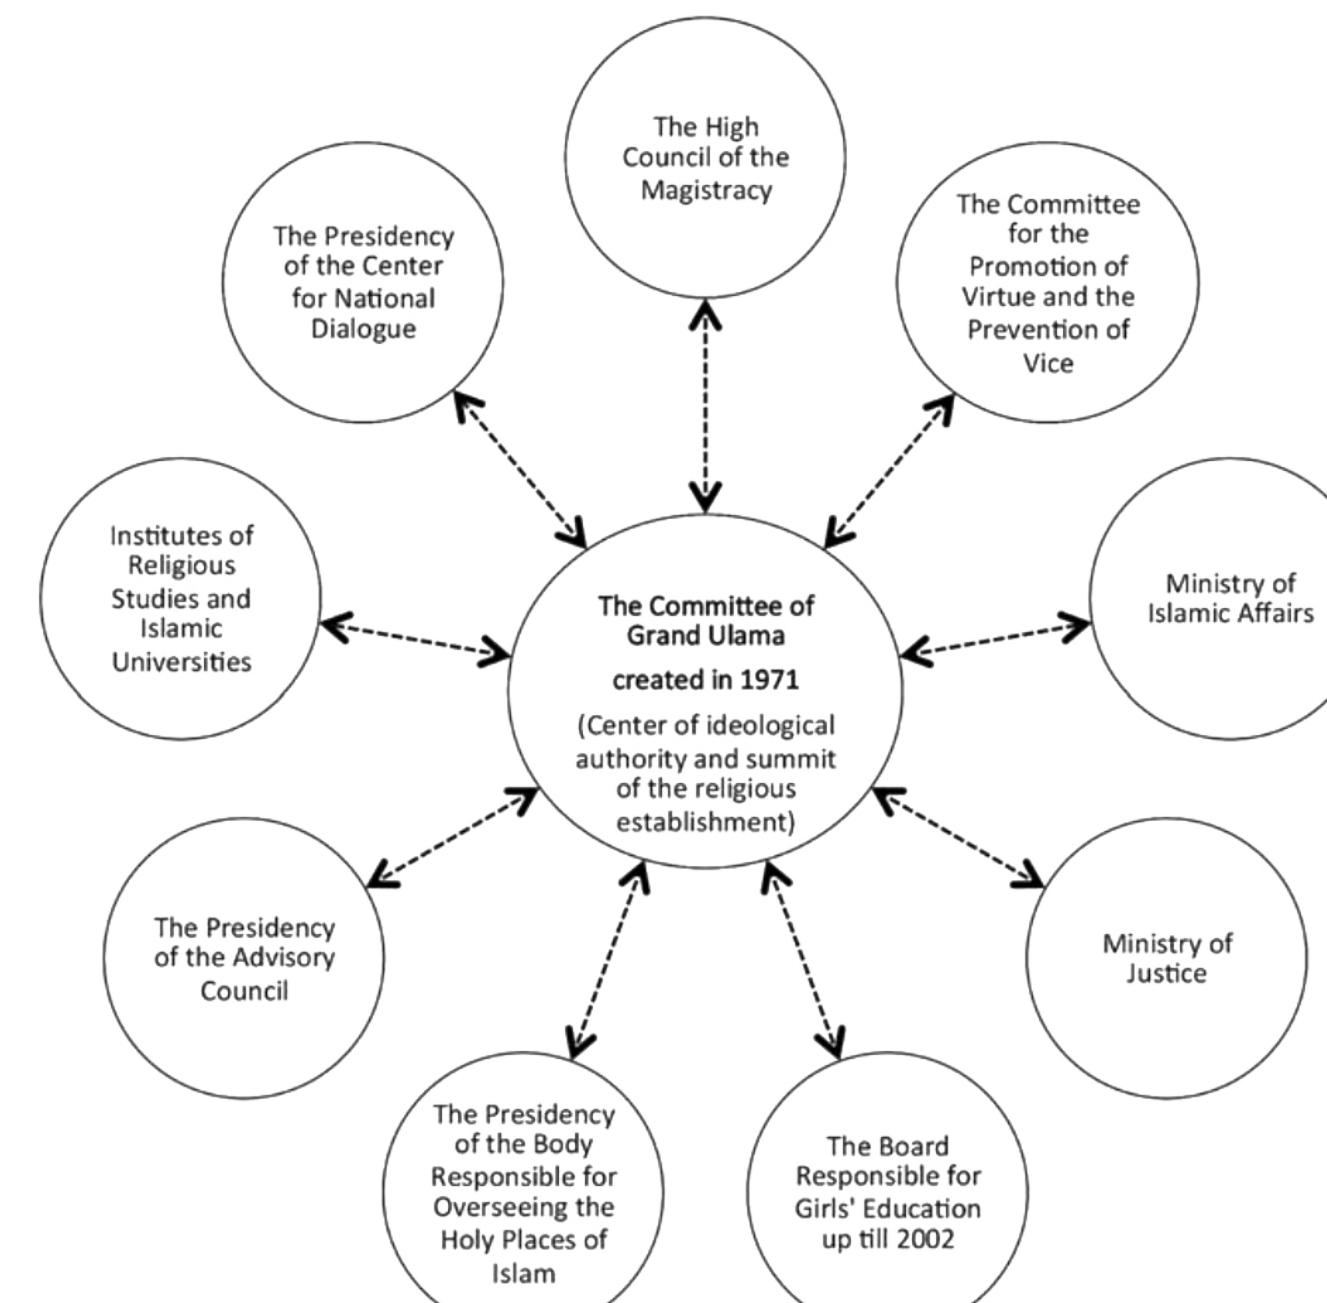 The High
Council of the
Magistracy
The Committee
for the
Promotion of
Virtue and the
Prevention of
Vice
The Presidency
of the Center
for National
Dialogue
Institutes of
Religious
Studies and
Islamic
Universities
Ministry of
Islamic Affairs
The Committee of
Grand Ulama
created in 1971
(Center of ideological
authority and summit
of the religious
establishment)
The Presidency
of the Advisory
Council
Ministry of
Justice
The Presidency
of the Body
Responsible for
Overseeing the
Holy Places of
Islam
The Board
Responsible for
Girls' Education
up till 2002